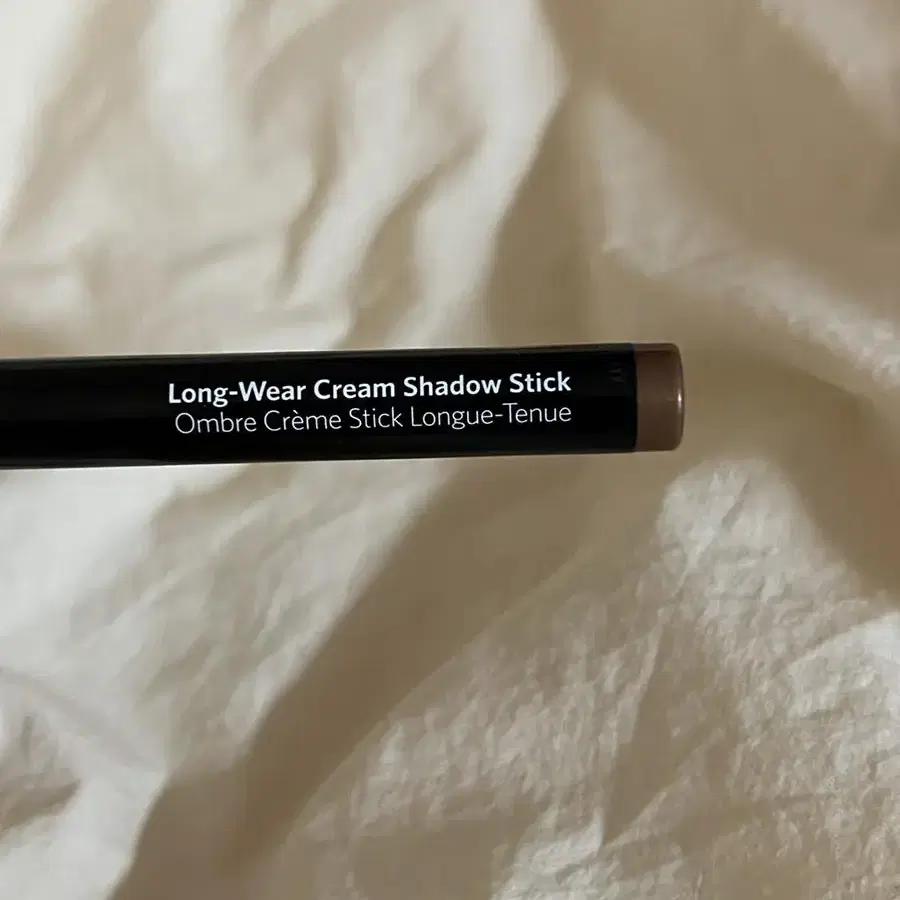 Long-Wear Cream Shadow Stick
Ombre Crème Stick Longue-Tenue